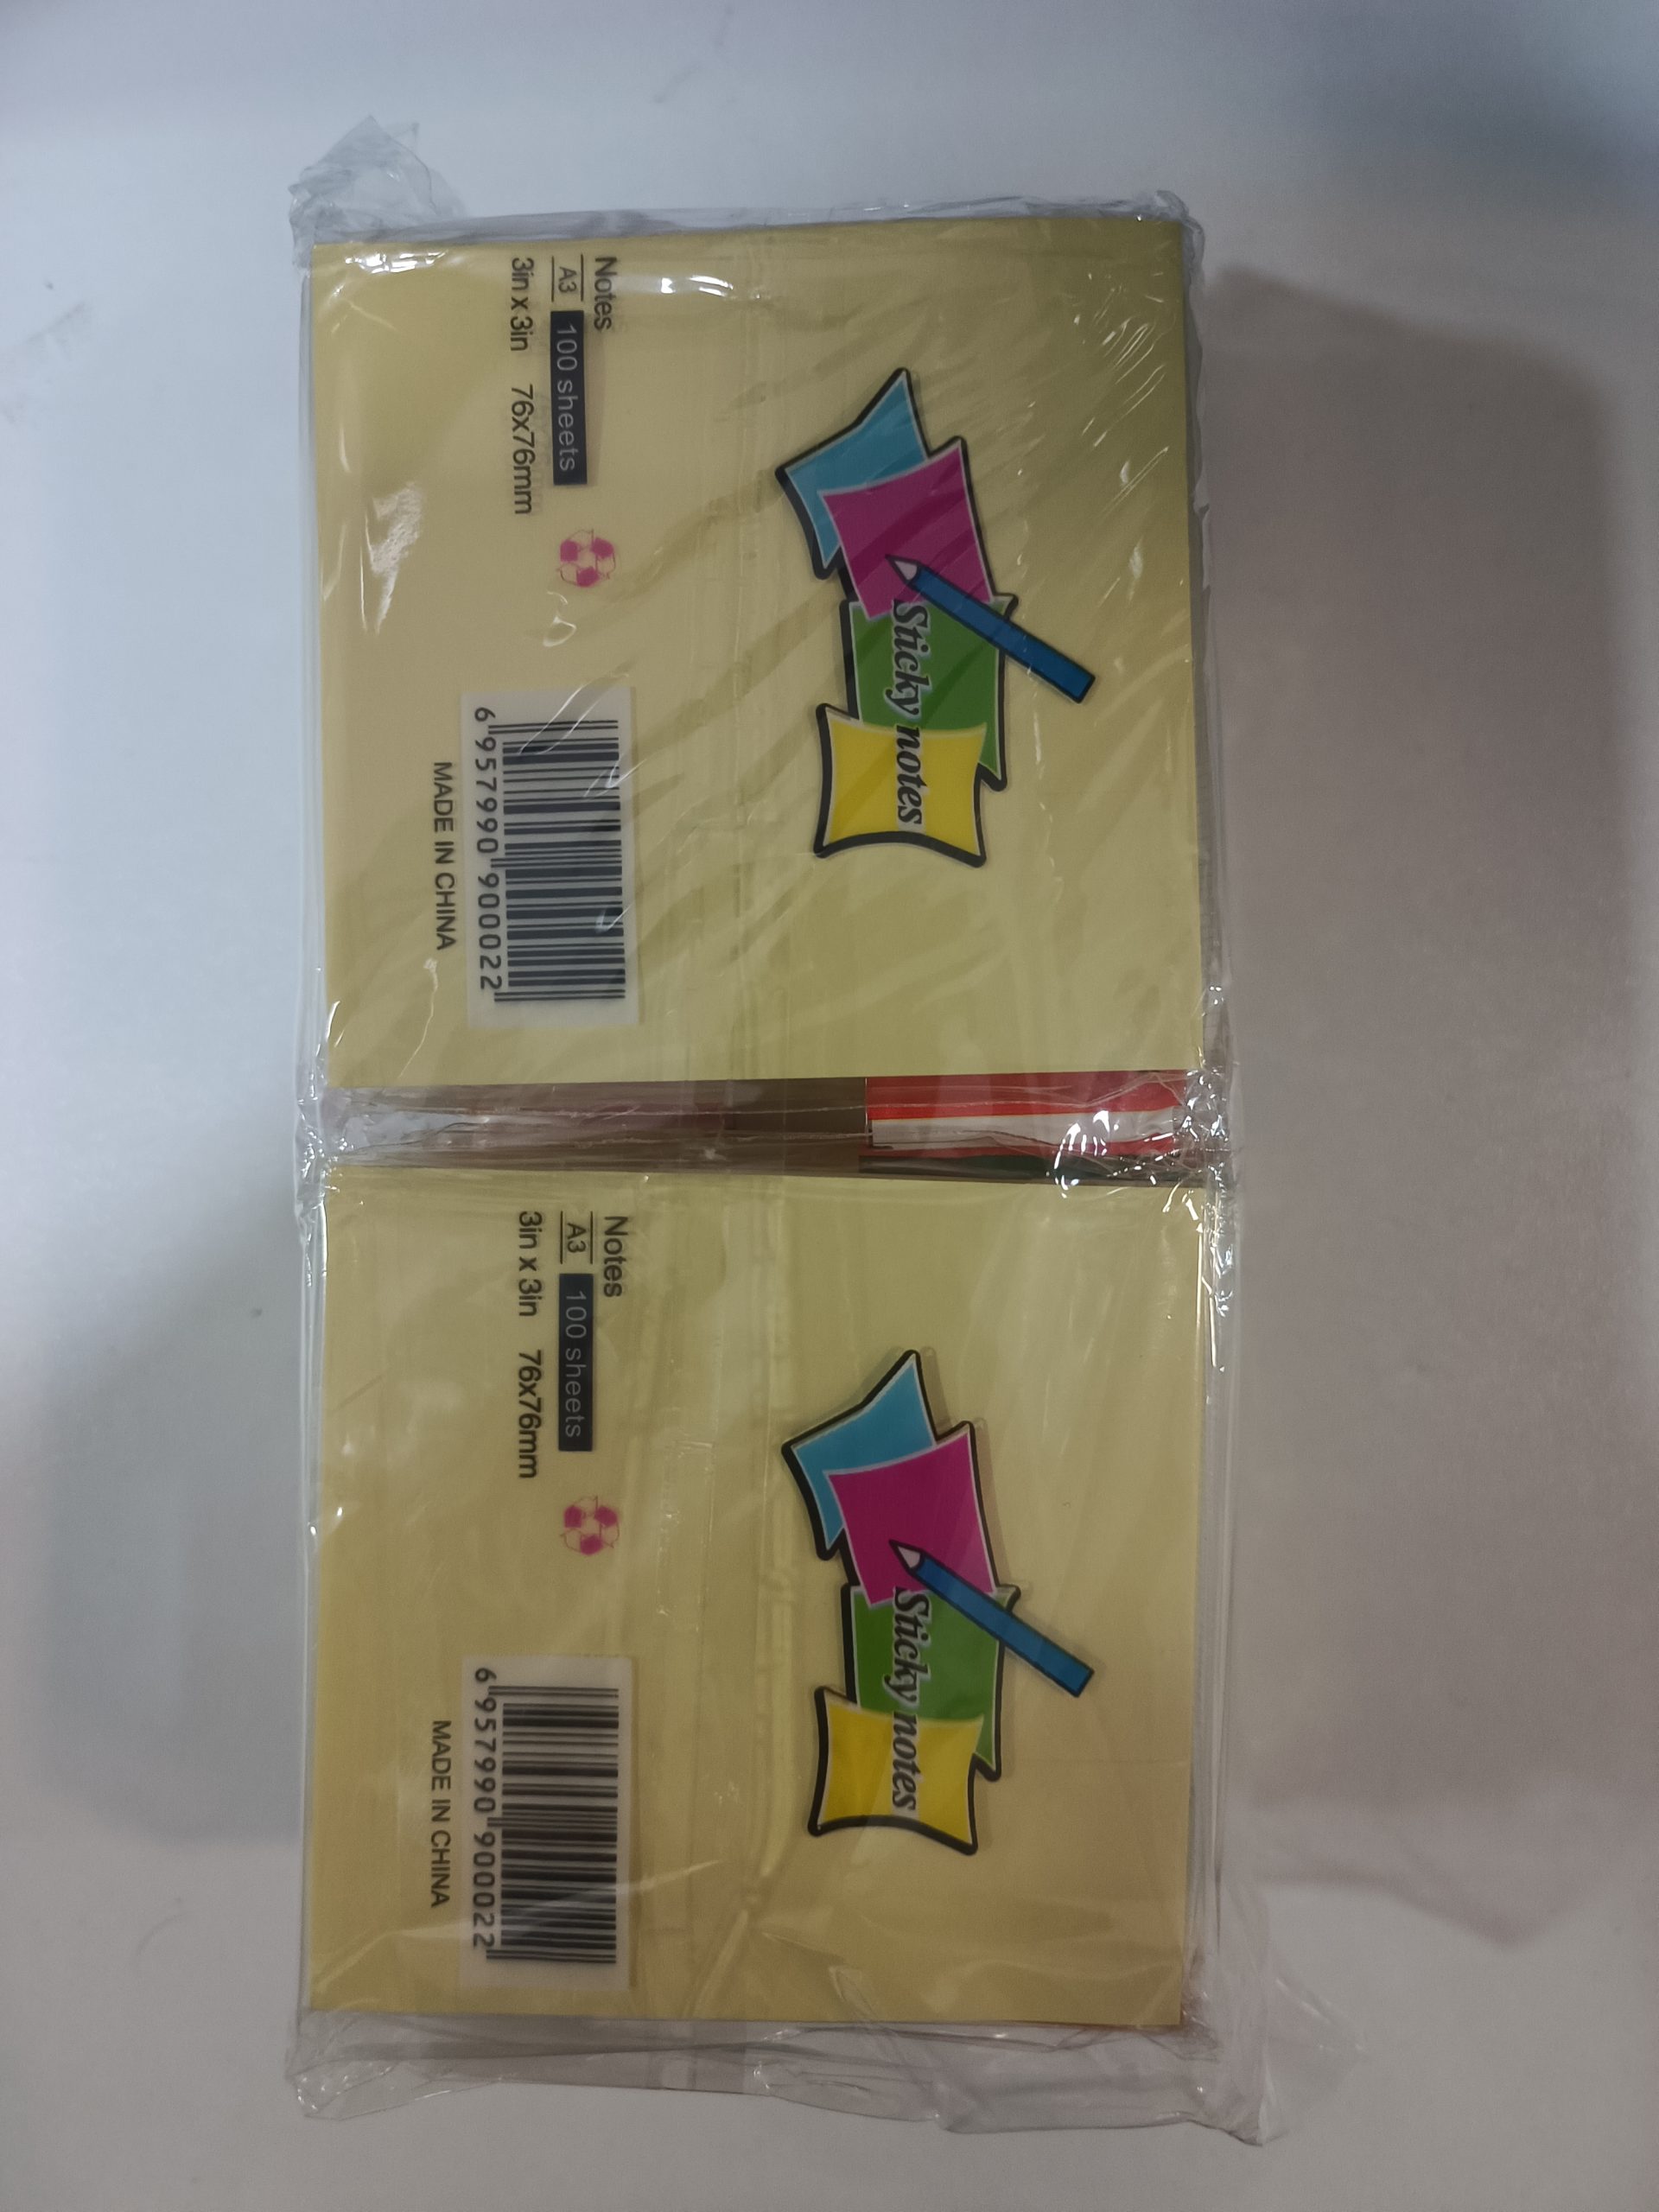 Sticky notes
Notes
A3 100 sheets
3in x 3in 76x76mm
6 957990 900022
MADE IN CHINA
Sticky notes
Notes
A3 100 sheets
3in x 3in 76x76mm
6 957990 900022
MADE IN CHINA